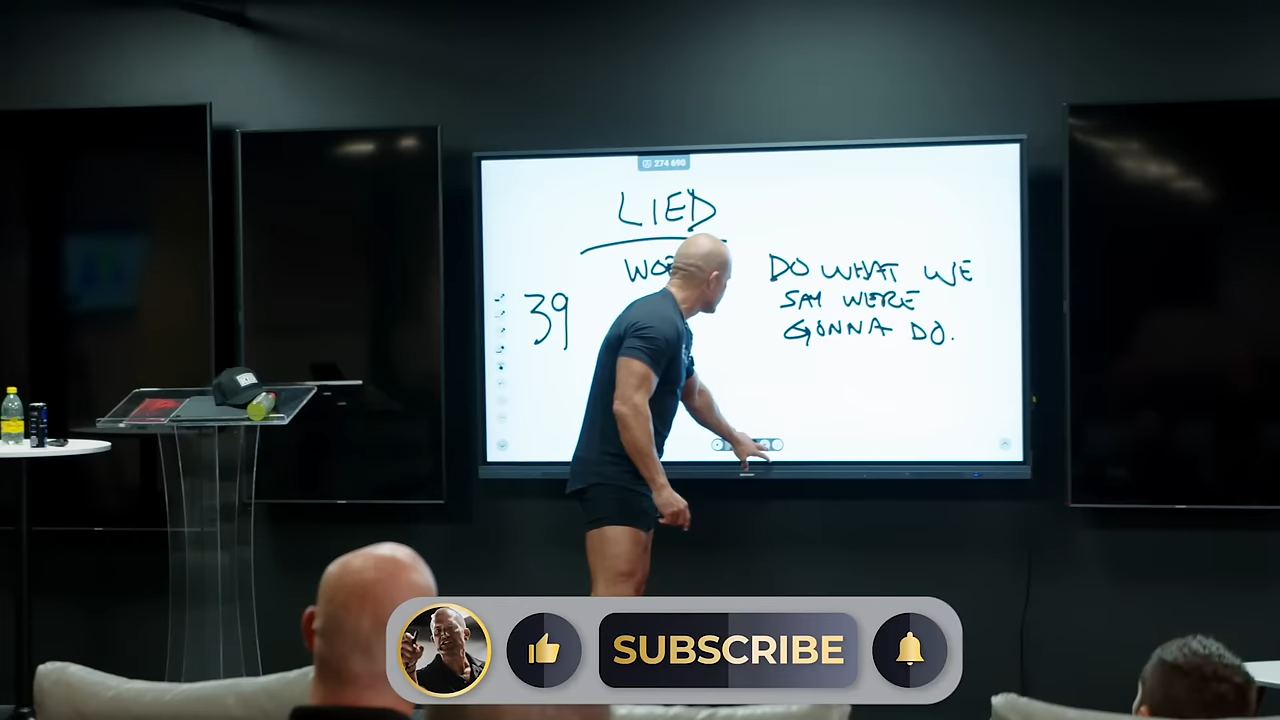 274 690
LIED
39
DO WHAT WE
SAY WERE
GONNA DO.
SUBSCRIBE